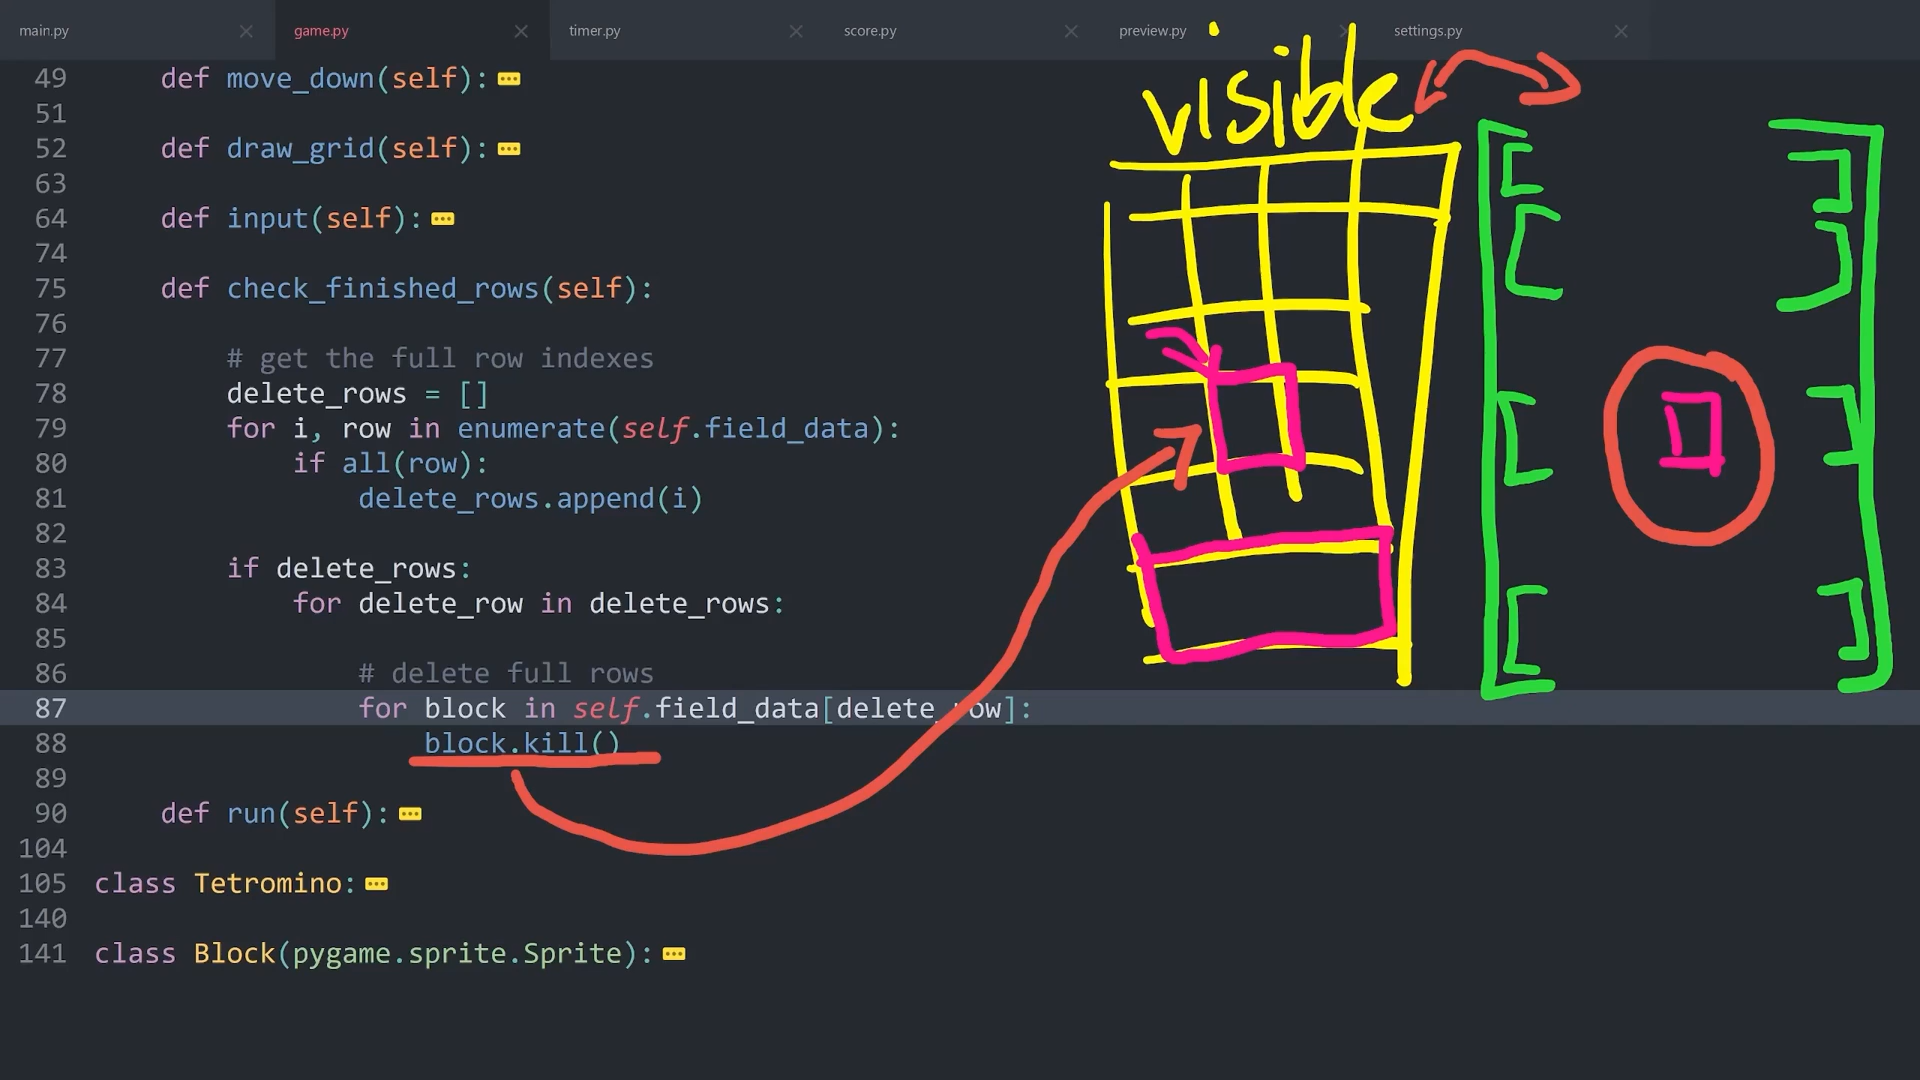 main.py game.py timer.py score.py preview.py settings.py
visible
49 def move_down(self):
51
52 def draw_grid(self):
63
64 def input(self):
74
75 def check_finished_rows(self):
76
77 # get the full row indexes
78 delete_rows = []
79 for i, row in enumerate(self.field_data):
80 if all(row):
81 delete_rows.append(i)
82
83 if delete_rows:
84 for delete_row in delete_rows:
85
86 # delete full rows
87 for block in self.field_data[delete_row]:
88 block.kill()
89
90 def run(self):
104
105 class Tetromino:
140
141 class Block(pygame.sprite.Sprite):